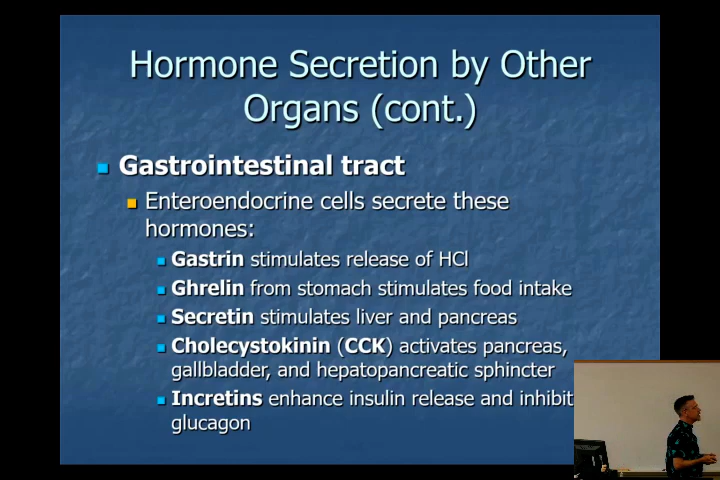 Hormone Secretion by Other
Organs (cont.)
Gastrointestinal tract
Enteroendocrine cells secrete these
hormones:
Gastrin stimulates release of HCl
Ghrelin from stomach stimulates food intake
Secretin stimulates liver and pancreas
Cholecystokinin (CCK) activates pancreas,
gallbladder, and hepatopancreatic sphincter
Incretins enhance insulin release and inhibit
glucagon